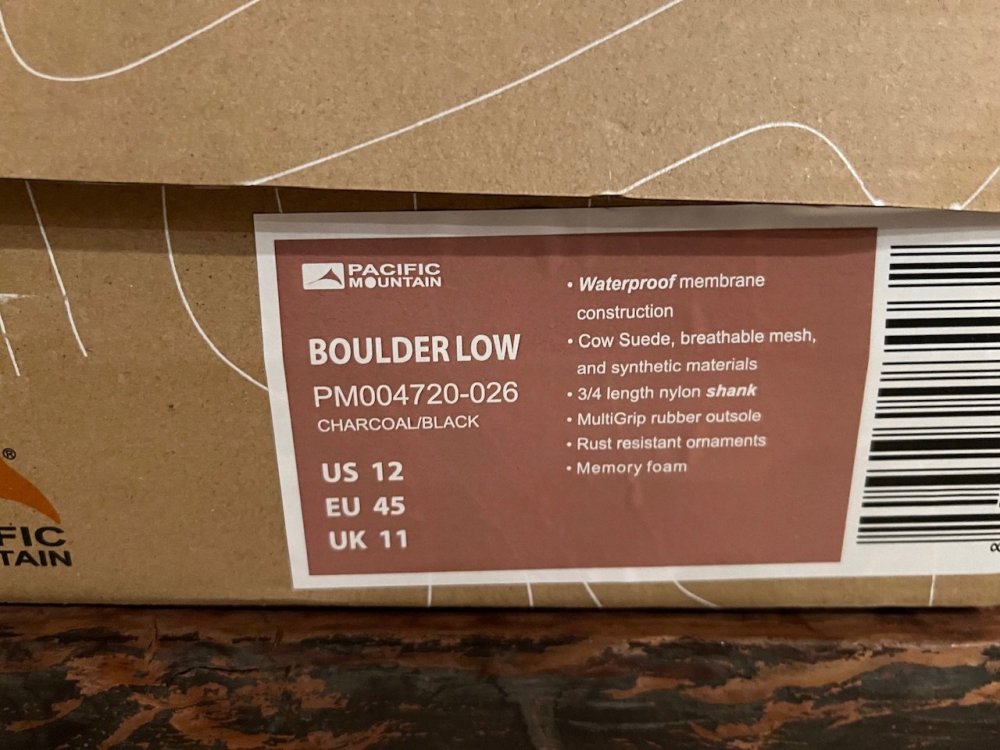 PACIFIC
MOUNTAIN
BOULDER LOW
PM004720-026
CHARCOAL/BLACK
US 12
EU 45
UK 11
• Waterproof membrane
construction
• Cow Suede, breathable mesh,
and synthetic materials
• 3/4 length nylon shank
• MultiGrip rubber outsole
• Rust resistant ornaments
• Memory foam
®
FIC
TAIN